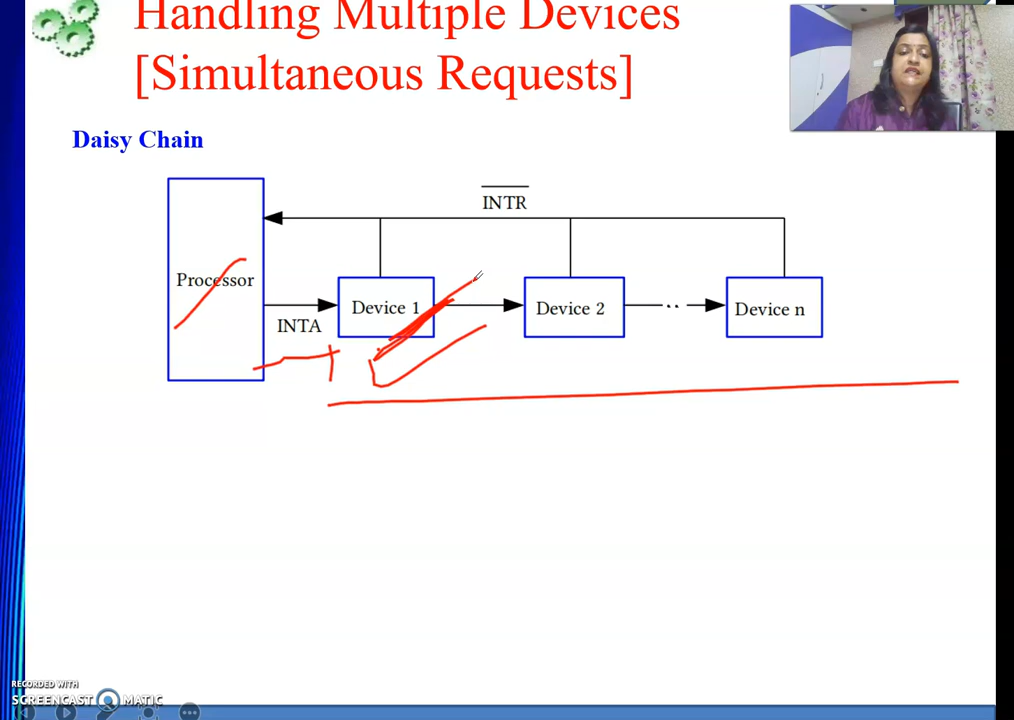 Handling Multiple Devices
[Simultaneous Requests]
Daisy Chain
INTR
Processor
INTA
Device 1
Device 2
..
Device n
RECORDED WITH
SCREENCAST MATIC